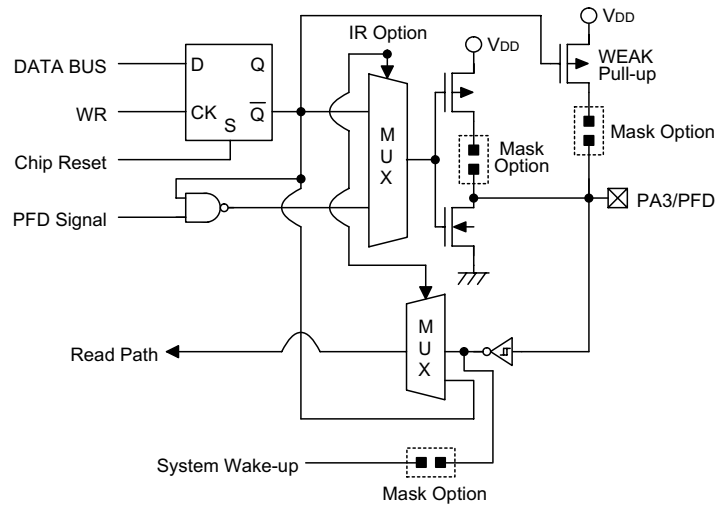 VDD
IR Option
VDD
WEAK
Pull-up
DATA BUS
D
Q
WR
CK
S
Q
M
U
X
Mask
Option
Mask Option
Chip Reset
PFD Signal
PA3/PFD
M
U
X
Read Path
System Wake-up
Mask Option